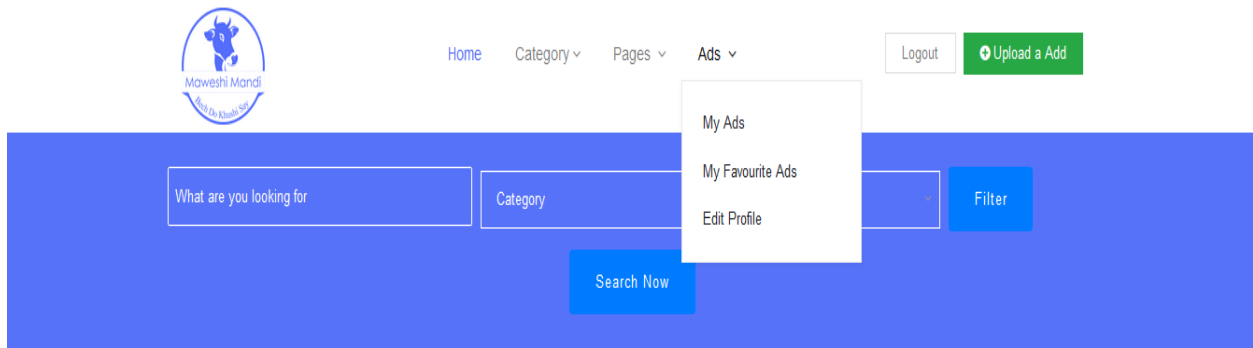 Maweshi Mandi
Bech Do Khushi Say
Home Category Pages Ads
Logout Upload a Add
My Ads
My Favourite Ads
Edit Profile
What are you looking for
Category
Filter
Search Now